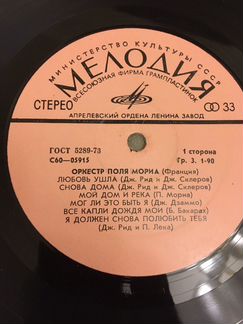 МИНИСТЕРСТВО КУЛЬТУРЫ СССР
МЕЛОДИЯ
ВСЕСОЮЗНАЯ ФИРМА ГРАМПЛАСТИНОК
СТЕРЕО 33
АПРЕЛЕВСКИЙ ОРДЕНА ЛЕНИНА ЗАВОД
ГОСТ 5289-73 1 сторона
С60—05915 Гр. 3. 1-90
ОРКЕСТР ПОЛЯ МОРИА (Франция)
ЛЮБОВЬ УШЛА (Дж. Рид и Дж. Склеров)
СНОВА ДОМА (Дж. Рид и Дж. Склеров)
МОЙ ДОМ И РЕКА (П. Мориа)
МОГ ЛИ ЭТО БЫТЬ Я (Дж. Дзаммо)
ВСЕ КАПЛИ ДОЖДЯ МОИ (Б. Бакарах)
Я ДОЛЖЕН СНОВА ПОЛЮБИТЬ ТЕБЯ
(Дж. Рид и П. Лека)